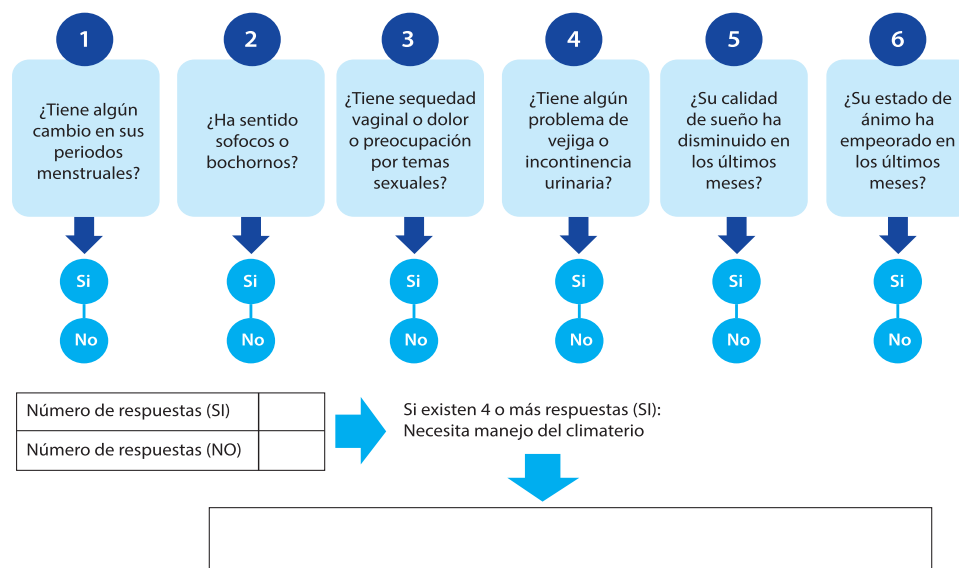 1
¿Tiene algún
cambio en sus
periodos
menstruales?
Si
No
2
¿Ha sentido
sofocos o
bochornos?
Si
No
3
¿Tiene sequedad
vaginal o dolor
o preocupación
por temas
sexuales?
Si
No
4
¿Tiene algún
problema de
vejiga o
incontinencia
urinaria?
Si
No
5
¿Su calidad
de sueño ha
disminuido en
los últimos
meses?
Si
No
6
¿Su estado de
ánimo ha
empeorado en
los últimos
meses?
Si
No
Número de respuestas (SI)
Número de respuestas (NO)
Si existen 4 o más respuestas (SI):
Necesita manejo del climaterio